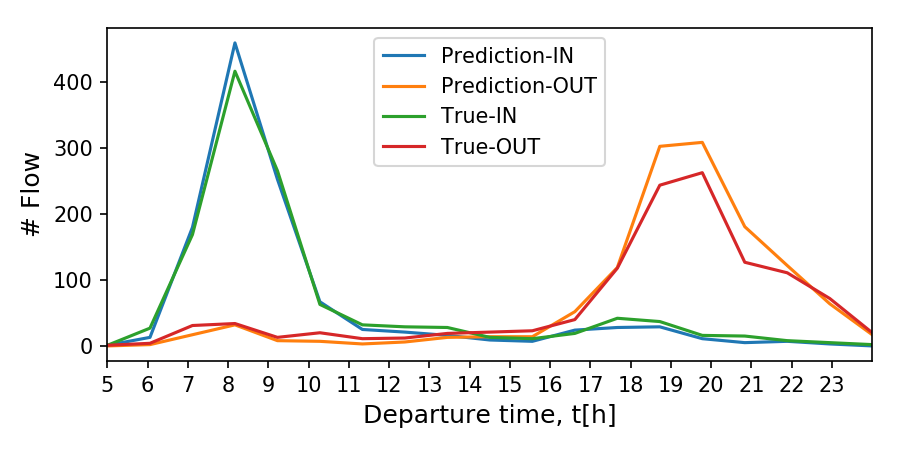 Prediction-IN
Prediction-OUT
True-IN
True-OUT
# Flow
400
300
200
100
0
5 6 7 8 9 10 11 12 13 14 15 16 17 18 19 20 21 22 23
Departure time, t[h]